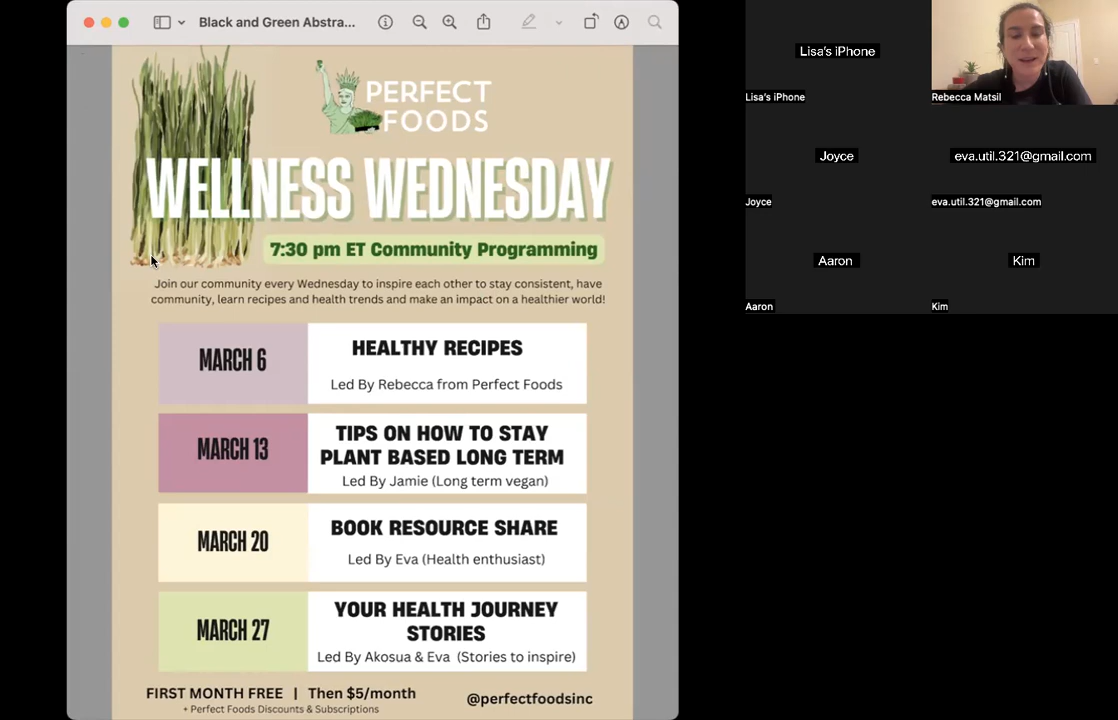 Black and Green Abstra...
PERFECT
FOODS
WELLNESS WEDNESDAY
7:30 pm ET Community Programming
Join our community every Wednesday to inspire each other to stay consistent, have
community, learn recipes and health trends and make an impact on a healthier world!
MARCH 6
HEALTHY RECIPES
Led By Rebecca from Perfect Foods
MARCH 13
TIPS ON HOW TO STAY
PLANT BASED LONG TERM
Led By Jamie (Long term vegan)
MARCH 20
BOOK RESOURCE SHARE
Led By Eva (Health enthusiast)
MARCH 27
YOUR HEALTH JOURNEY
STORIES
Led By Akosua & Eva (Stories to inspire)
FIRST MONTH FREE | Then $5/month
+ Perfect Foods Discounts & Subscriptions
@perfectfoodsinc
Lisa's iPhone
Lisa's iPhone
Rebecca Matsil
Joyce
Joyce
eva.util.321@gmail.com
eva.util.321@gmail.com
Aaron
Aaron
Kim
Kim